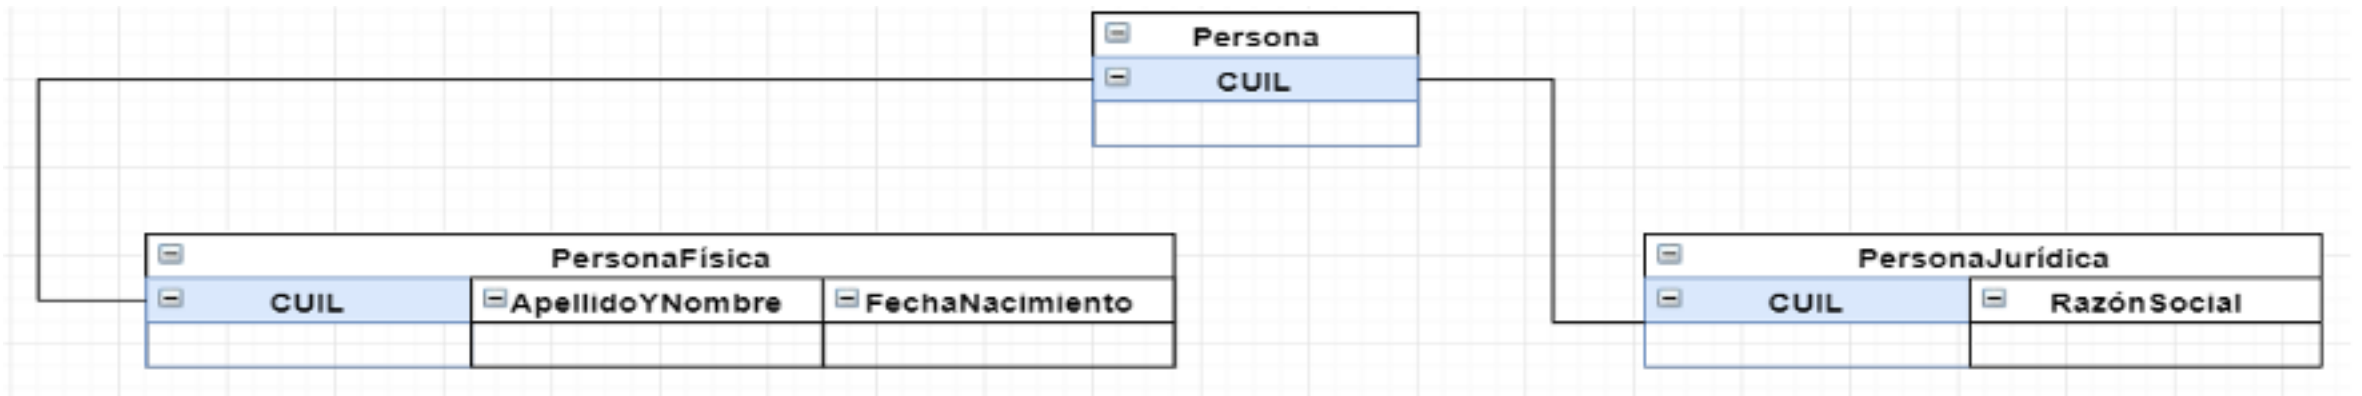 Persona
CUIL
PersonaFísica
CUIL ApellidoYNombre FechaNacimiento
PersonaJurídica
CUIL RazónSocial